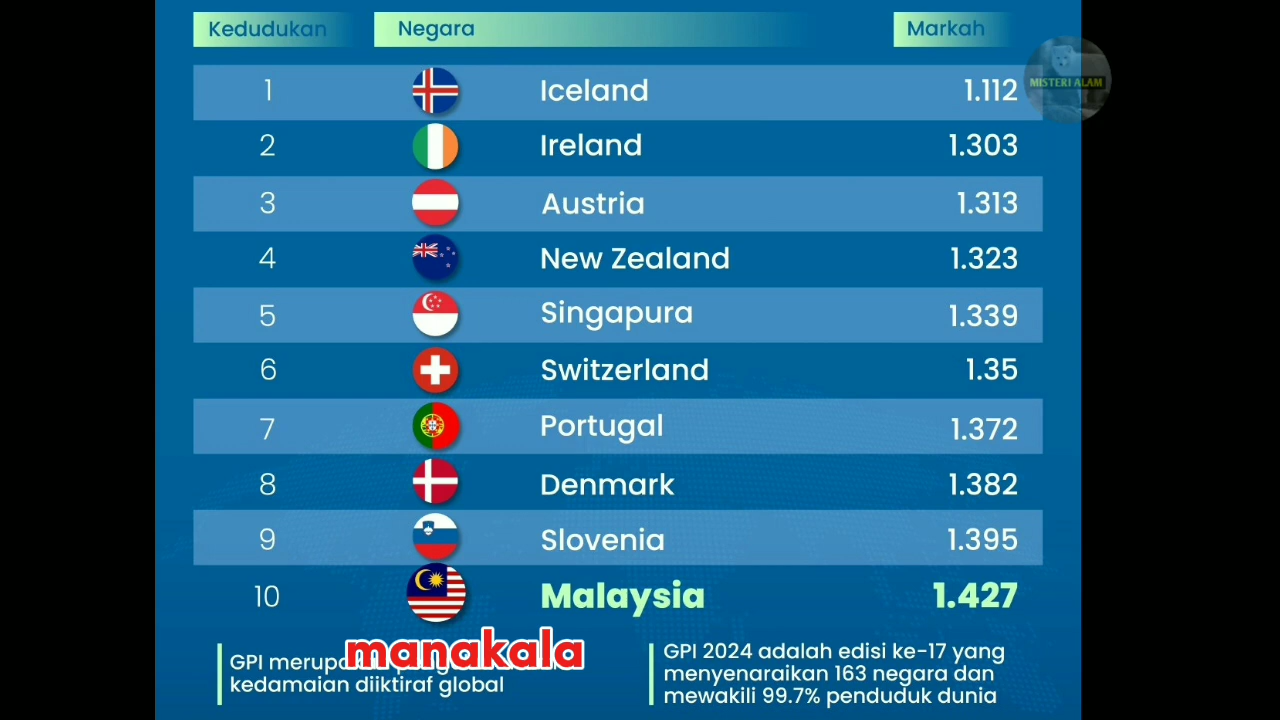 Kedudukan Negara Markah
1 Iceland 1.112
2 Ireland 1.303
3 Austria 1.313
4 New Zealand 1.323
5 Singapura 1.339
6 Switzerland 1.35
7 Portugal 1.372
8 Denmark 1.382
9 Slovenia 1.395
10 Malaysia 1.427
MISTERI ALAM
manakala
GPI
kedamaian diiktiraf global
GPI 2024 adalah edisi ke-17 yang
menyenaraikan 163 negara dan
mewakili 99.7% penduduk dunia